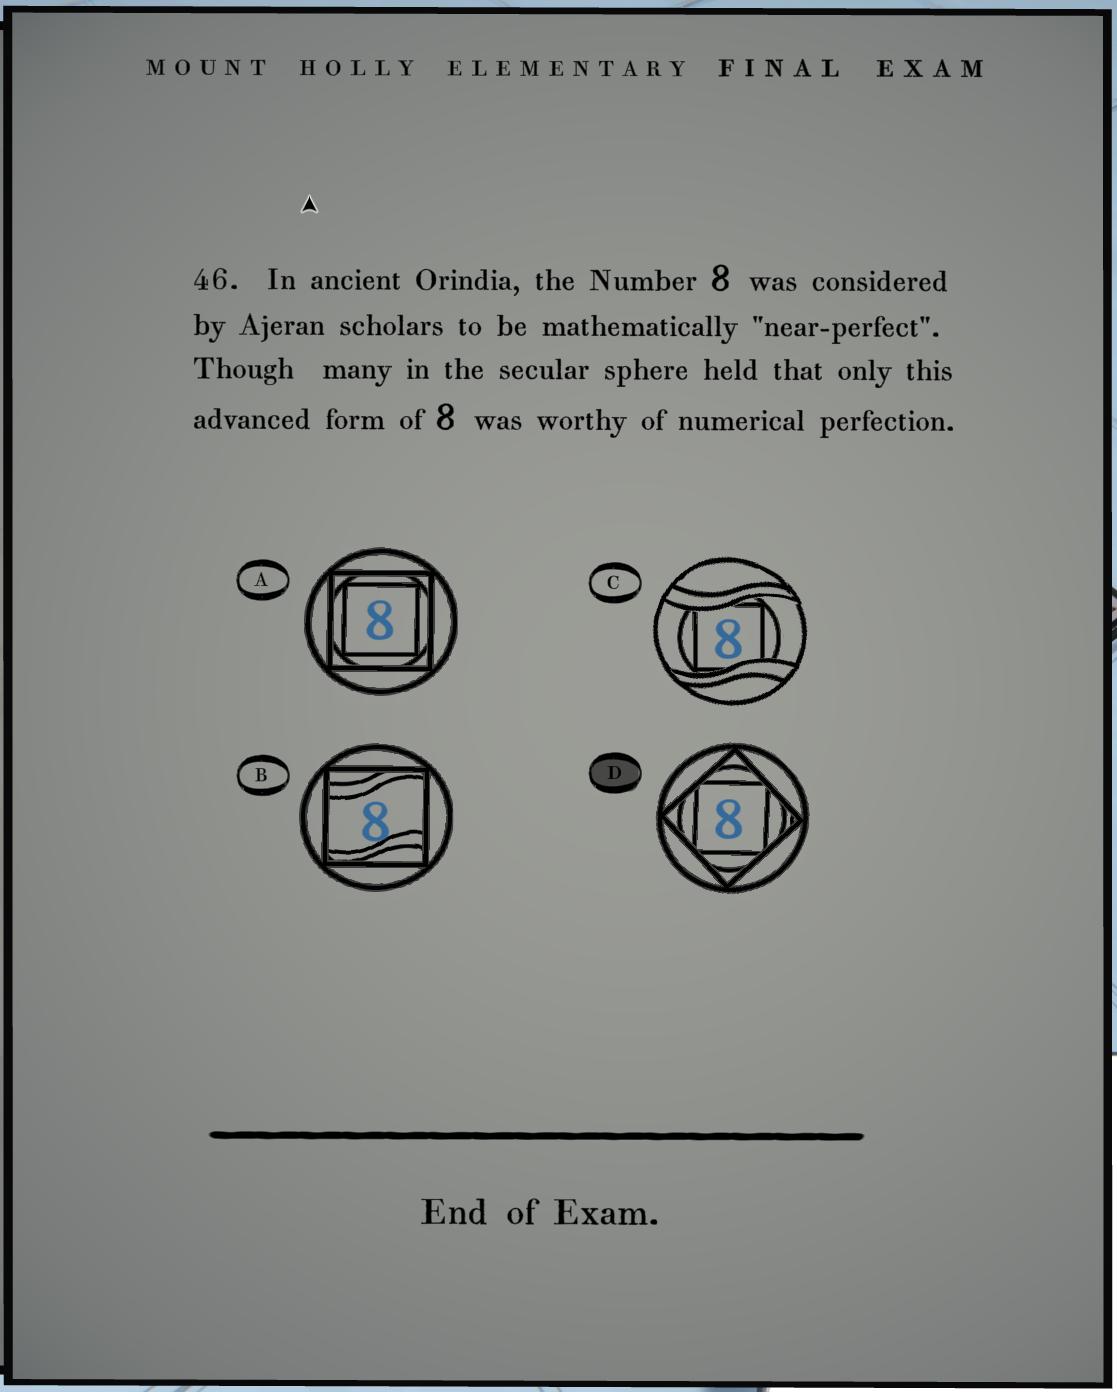 MOUNT HOLLY ELEMENTARY FINAL EXAM
46. In ancient Orindia, the Number 8 was considered
by Ajeran scholars to be mathematically "near-perfect".
Though many in the secular sphere held that only this
advanced form of 8 was worthy of numerical perfection.
A 8
C 8
B 8
D 8
End of Exam.